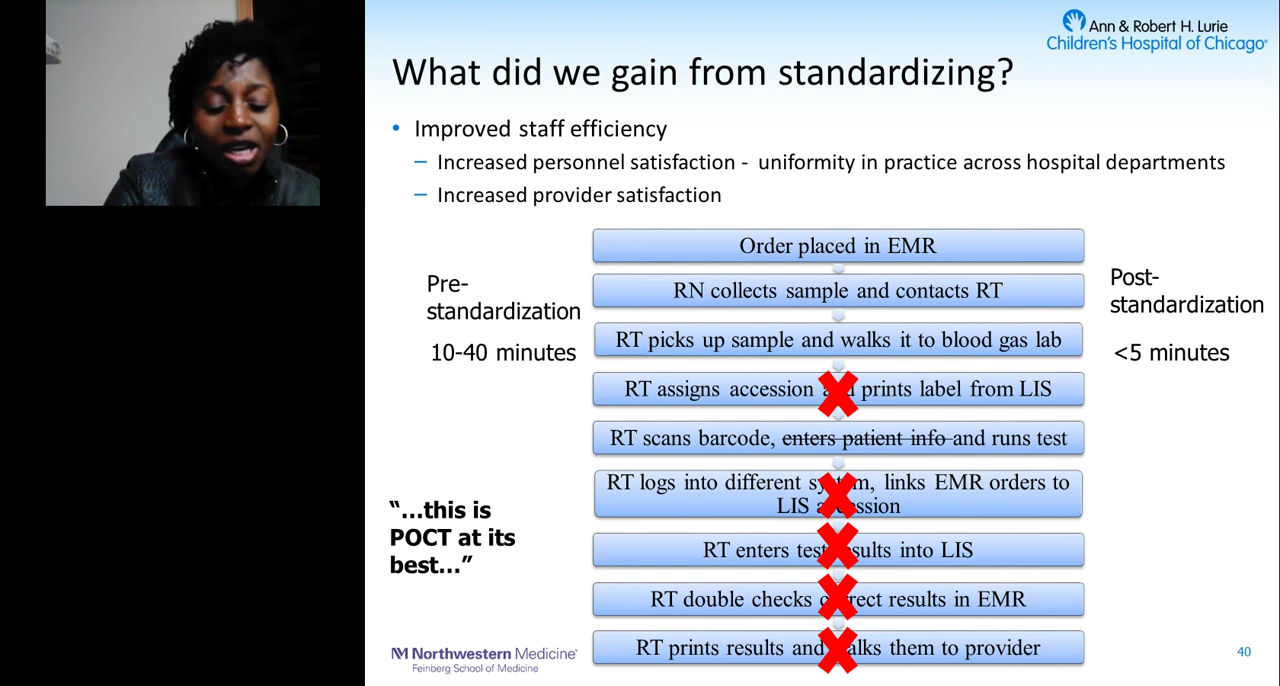 Ann & Robert H. Lurie
Children's Hospital of Chicago®
What did we gain from standardizing?
• Improved staff efficiency
– Increased personnel satisfaction - uniformity in practice across hospital departments
– Increased provider satisfaction
Pre-
standardization
10-40 minutes
Order placed in EMR
RN collects sample and contacts RT
RT picks up sample and walks it to blood gas lab
RT assigns accession and prints label from LIS
RT scans barcode, enters patient info and runs test
RT logs into different system, links EMR orders to
LIS accession
RT enters test results into LIS
RT double checks correct results in EMR
RT prints results and walks them to provider
Post-
standardization
<5 minutes
“…this is
POCT at its
best…”
Northwestern Medicine®
Feinberg School of Medicine
40